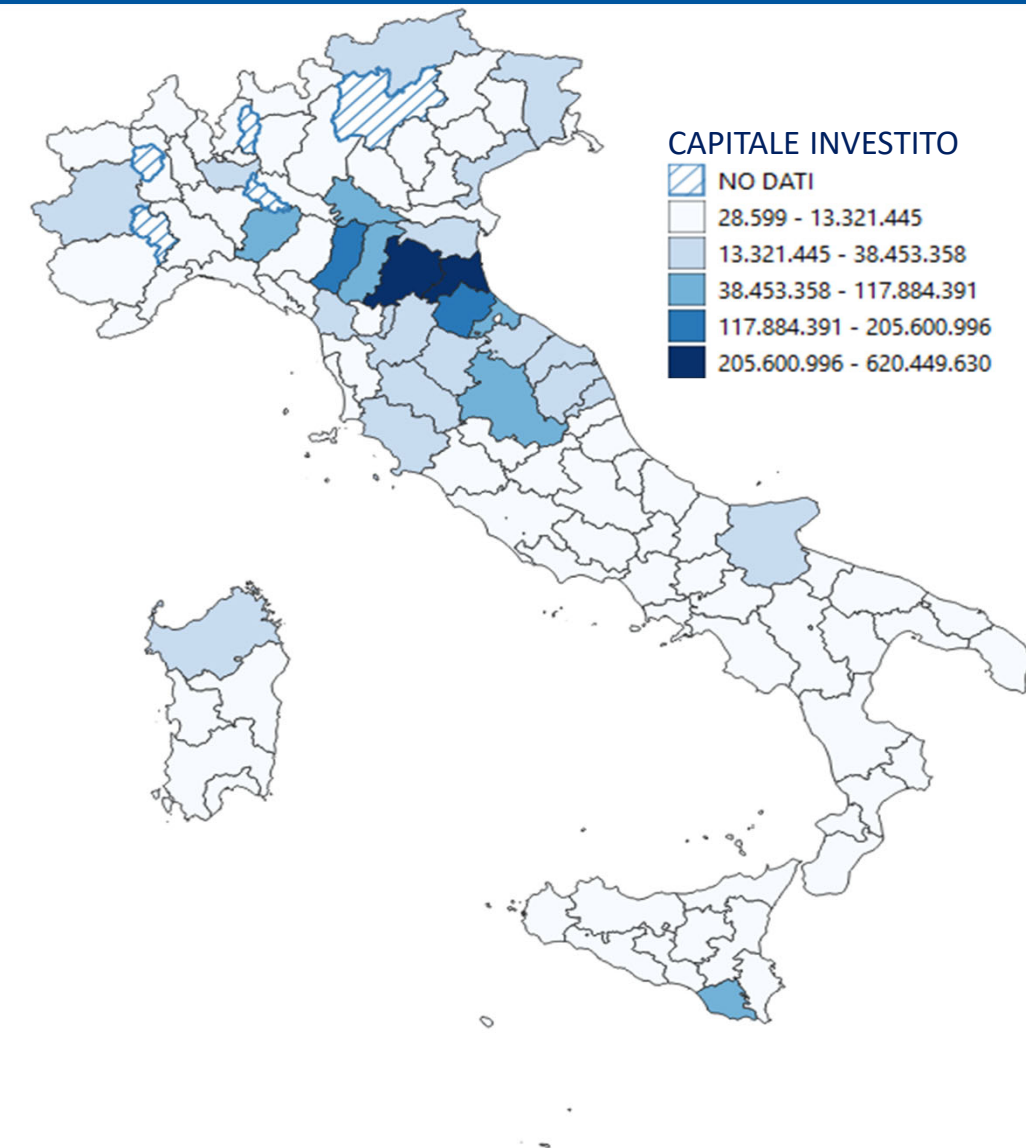 CAPITALE INVESTITO
NO DATI
28.599 - 13.321.445
13.321.445 - 38.453.358
38.453.358 - 117.884.391
117.884.391 - 205.600.996
205.600.996 - 620.449.630